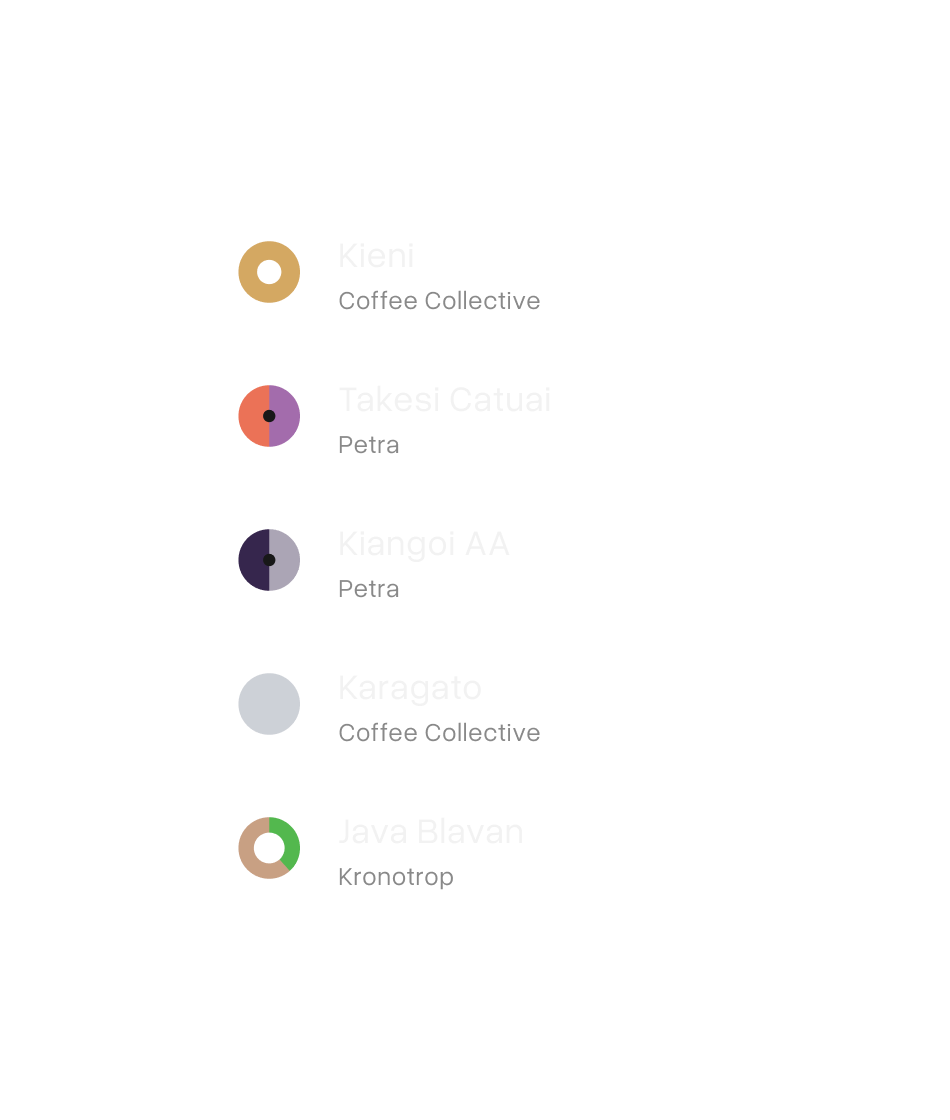 Kieni
Coffee Collective
Takesi Catuai
Petra
Kiangoi AA
Petra
Karagato
Coffee Collective
Java Blavan
Kronotrop